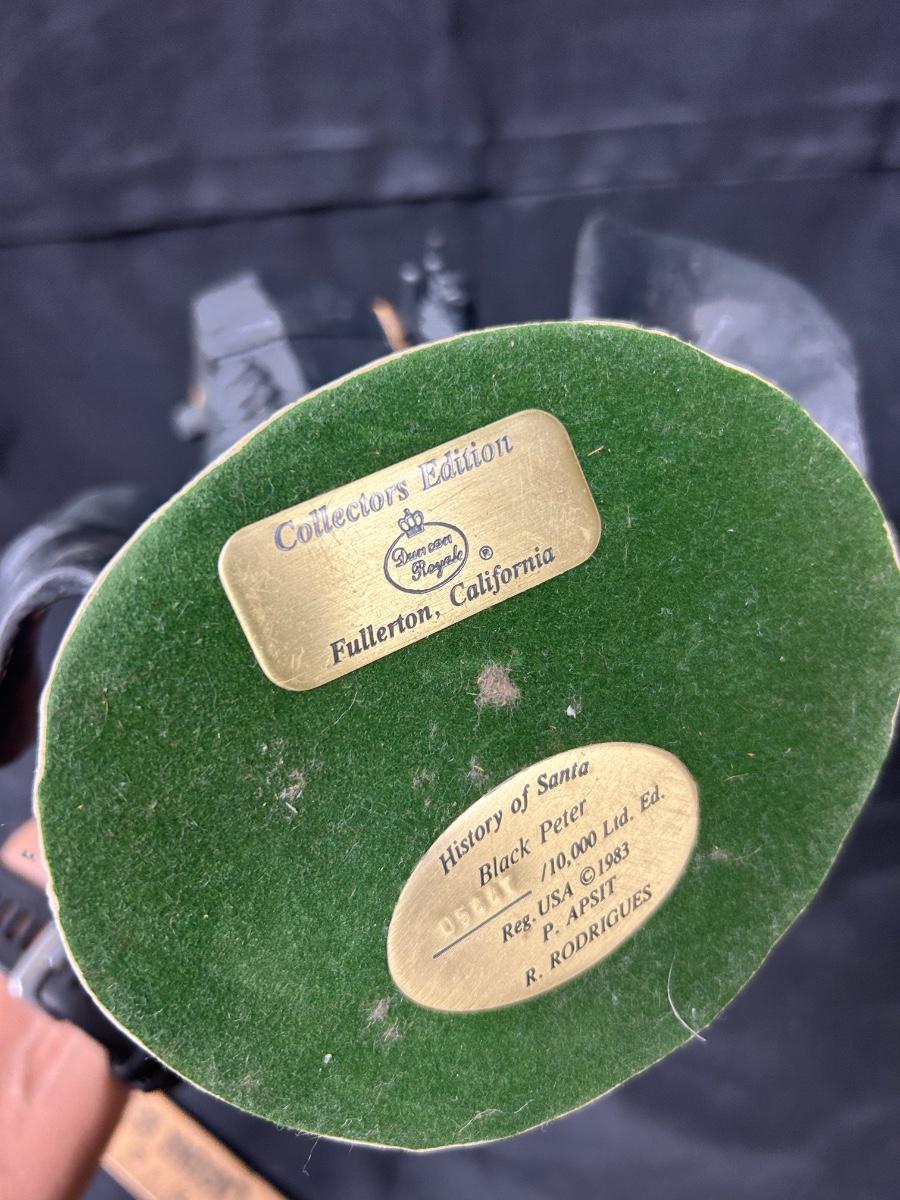 Collectors Edition
Duncan
Royale ®
Fullerton, California
History of Santa
Black Peter
/10,000 Ltd. Ed.
Reg. USA ©1983
P. APSIT
R. RODRIGUES